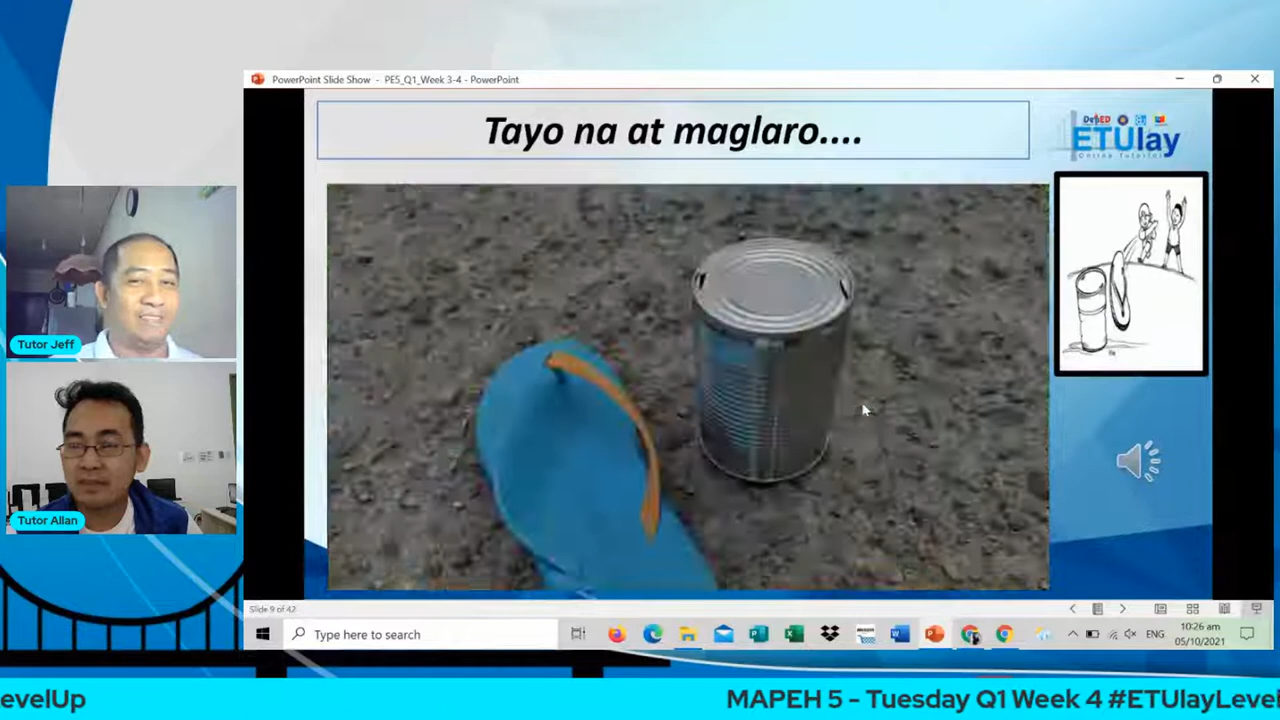 PowerPoint Slide Show - PE5_Q1_Week 3-4 - PowerPoint
Tayo na at maglaro....
DepED
ETUlay
Online Tutorial
Tutor Jeff
Tutor Allan
Slide 9 of 42
Type here to search
ENG
10:26 am
05/10/2021
evelUp
MAPEH 5 - Tuesday Q1 Week 4 #ETUlayLevel